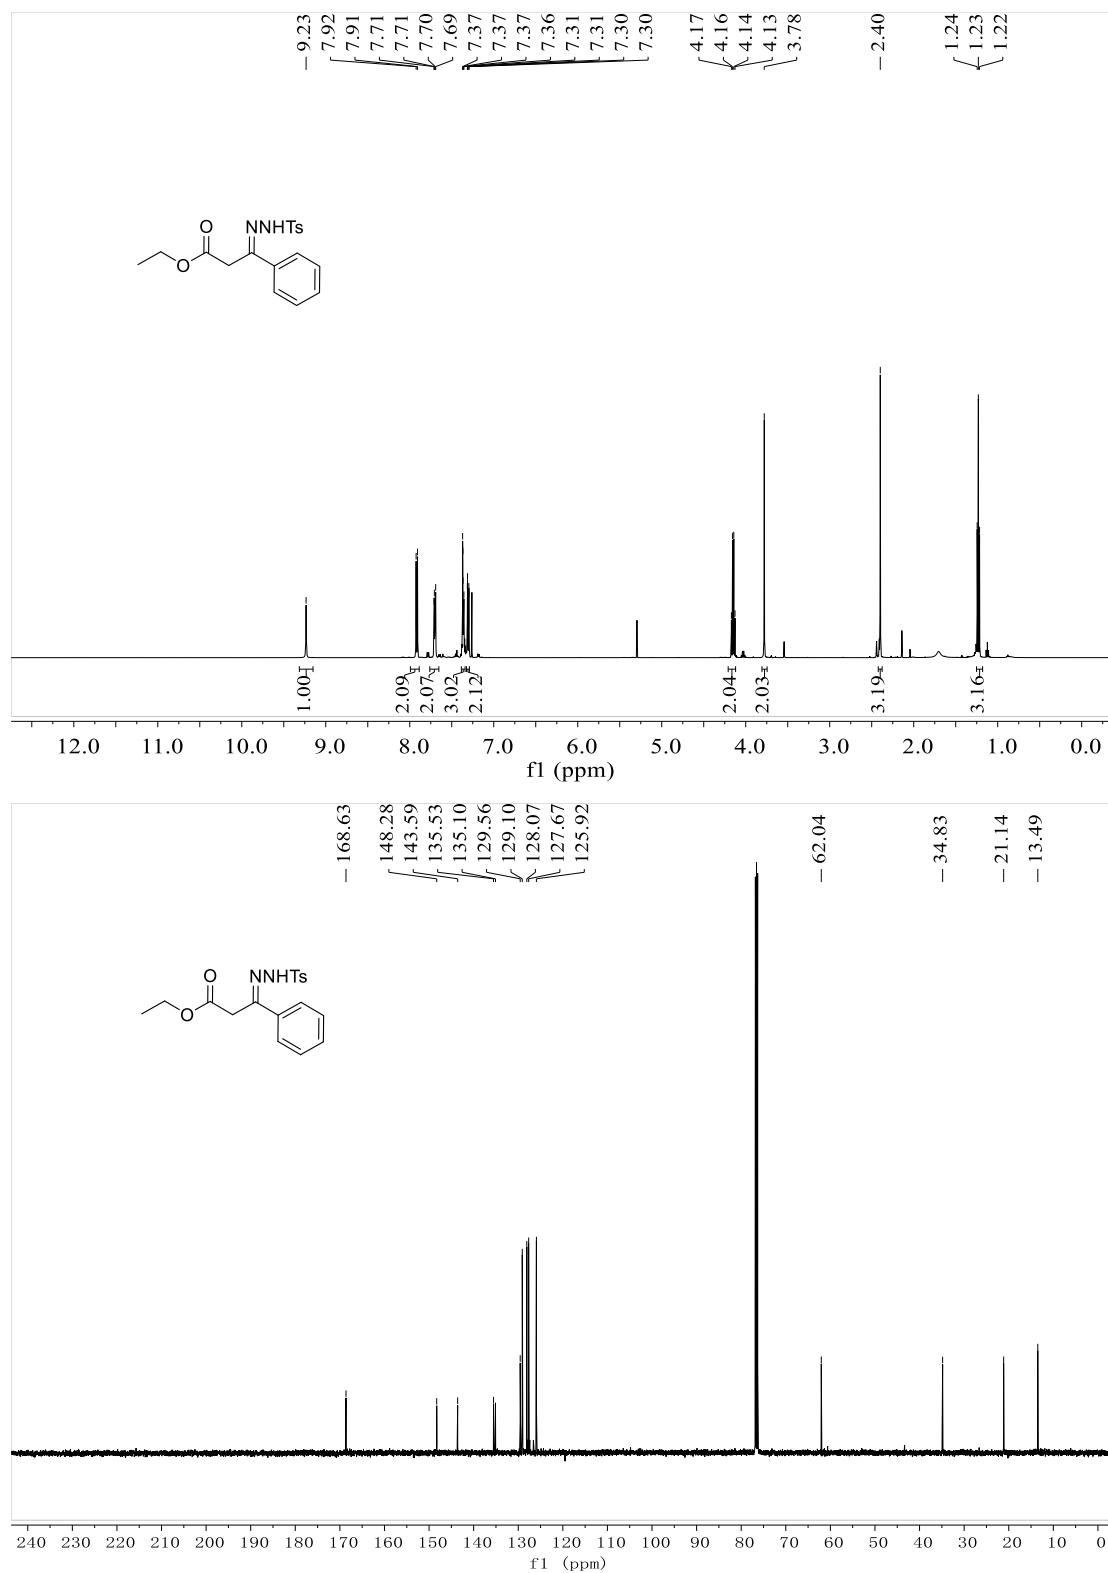 9.23 7.92 7.91 7.71 7.71 7.70 7.69 7.37 7.37 7.37 7.36 7.31 7.31 7.30 7.30 4.17 4.16 4.14 4.13 3.78 2.40 1.24 1.23 1.22
O NNHTs
O
1.00 2.09 2.07 3.02 2.12 2.04 2.03 3.19 3.16
12.0 11.0 10.0 9.0 8.0 7.0 6.0 5.0 4.0 3.0 2.0 1.0 0.0
f1 (ppm)
168.63 148.28 143.59 135.53 135.10 129.56 129.10 128.07 127.67 125.92 62.04 34.83 21.14 13.49
O NNHTs
O
240 230 220 210 200 190 180 170 160 150 140 130 120 110 100 90 80 70 60 50 40 30 20 10 0
f1 (ppm)